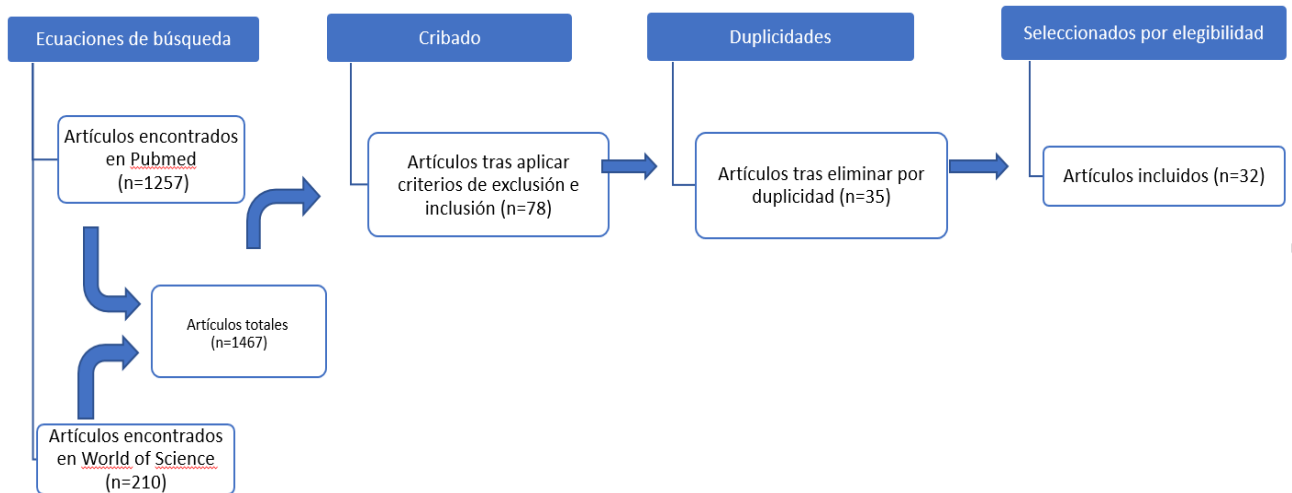 Ecuaciones de búsqueda
Artículos encontrados
en Pubmed
(n=1257)
Artículos totales
(n=1467)
Artículos encontrados
en World of Science
(n=210)
Cribado
Artículos tras aplicar
criterios de exclusión e
inclusión (n=78)
Duplicidades
Artículos tras eliminar por
duplicidad (n=35)
Seleccionados por elegibilidad
Artículos incluidos (n=32)